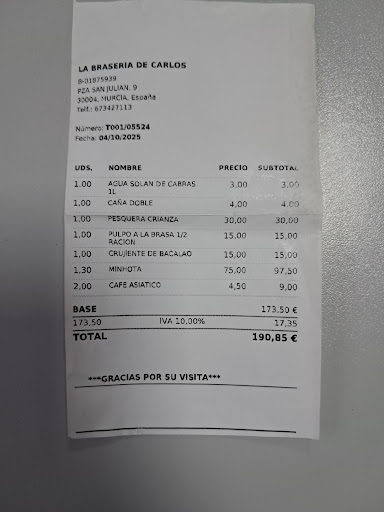 LA BRASERÍA DE CARLOS
B-01875939
PZA SAN JULIAN, 9
30004, MURCIA, España
Telf.: 673427113
Número: T001/05524
Fecha: 04/10/2025
UDS. NOMBRE PRECIO SUBTOTAL
1,00 AGUA SOLAN DE CABRAS 3,00 3,00
1L
1,00 CAÑA DOBLE 4,00 4,00
1,00 PESQUERA CRIANZA 30,00 30,00
1,00 PULPO A LA BRASA 1/2 15,00 15,00
RACION
1,00 CRUJIENTE DE BACALAO 15,00 15,00
1,30 MINHOTA 75,00 97,50
2,00 CAFE ASIATICO 4,50 9,00
BASE 173,50 €
173,50 IVA 10,00% 17,35
TOTAL 190,85 €
***GRACIAS POR SU VISITA***